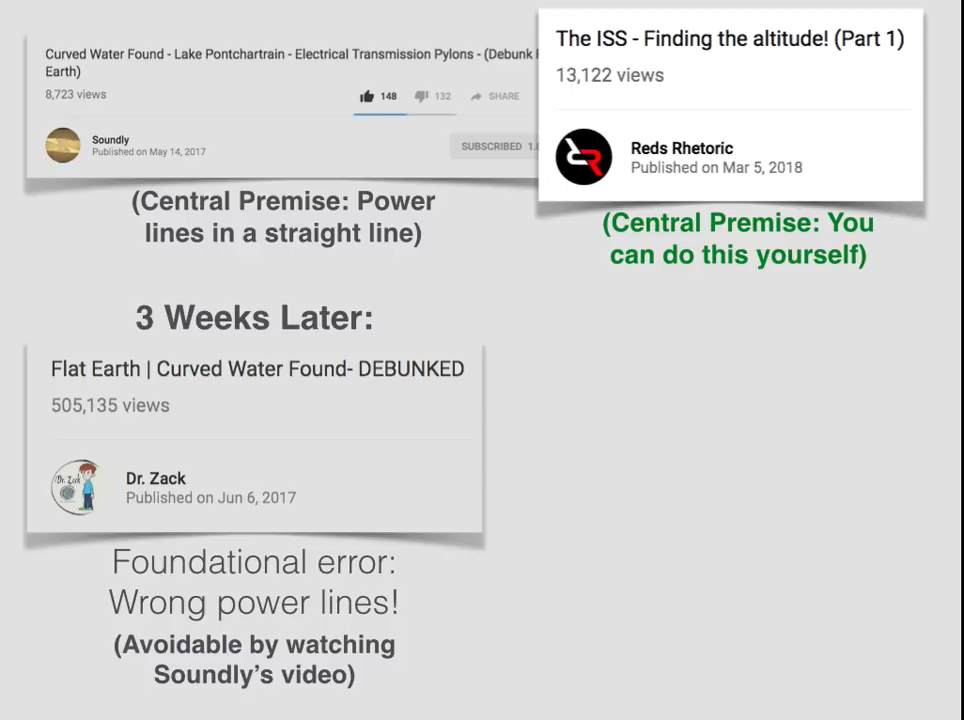 Curved Water Found - Lake Pontchartrain - Electrical Transmission Pylons - (Debunk
Earth)
8,723 views
148 132 SHARE
Soundly
Published on May 14, 2017
SUBSCRIBED
(Central Premise: Power
lines in a straight line)
The ISS - Finding the altitude! (Part 1)
13,122 views
Reds Rhetoric
Published on Mar 5, 2018
(Central Premise: You
can do this yourself)
3 Weeks Later:
Flat Earth | Curved Water Found- DEBUNKED
505,135 views
Dr. Zack
Dr. Zack
Published on Jun 6, 2017
Foundational error:
Wrong power lines!
(Avoidable by watching
Soundly's video)